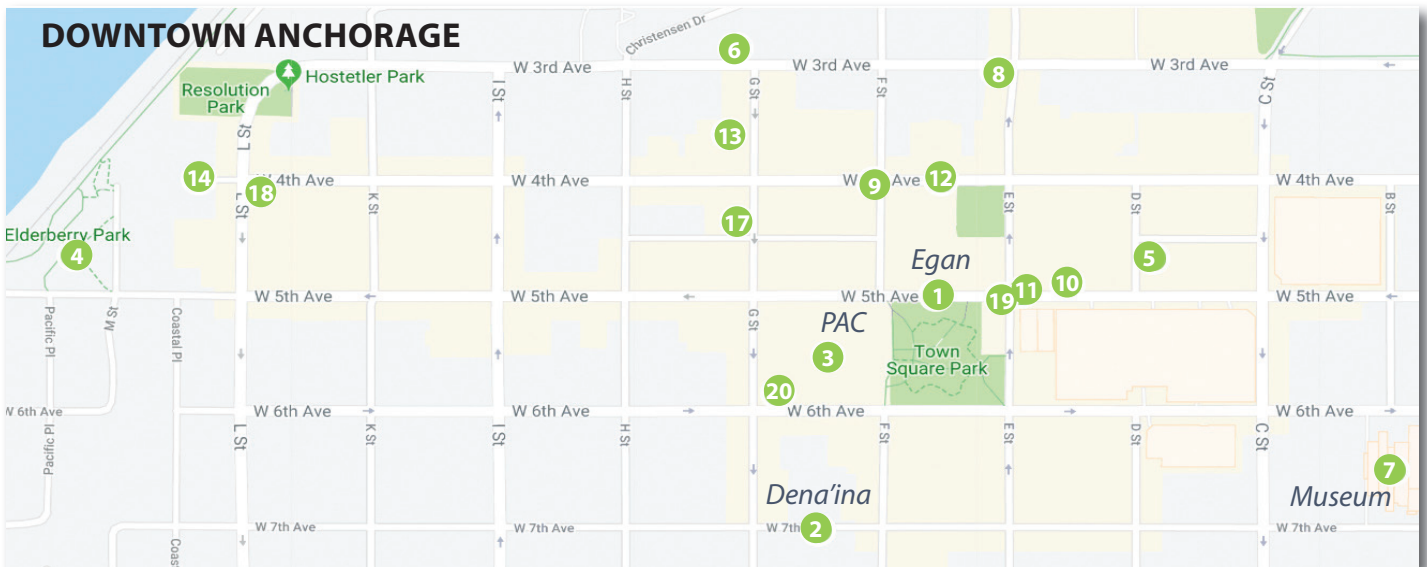 DOWNTOWN ANCHORAGE
Christensen Dr
6
W 3rd Ave
W 3rd Ave
8
W 3rd Ave
Hostetler Park
Resolution
Park
L St
I St
H St
G St
F St
C St
13
14
W 4th Ave
18
L St
K St
W 4th Ave
W
9
Ave
12
W 4th Ave
E St
D St
B St
17
Elderberry Park
4
Egan
5
W 5th Ave
W 5th Ave
W 5th Ave
1
19
11
10
W 5th Ave
Pacific Pl
M St
Coastal Pl
G St
PAC
3
Town
Square Park
20
W 6th Ave
W 6th Ave
W 6th Ave
W 6th Ave
W 6th Ave
Pacific Pl
L St
K St
I St
H St
F St
E St
D St
C St
7
Museum
Dena’ina
W 7th Ave
W 7th
2
W 7th Ave
Coas